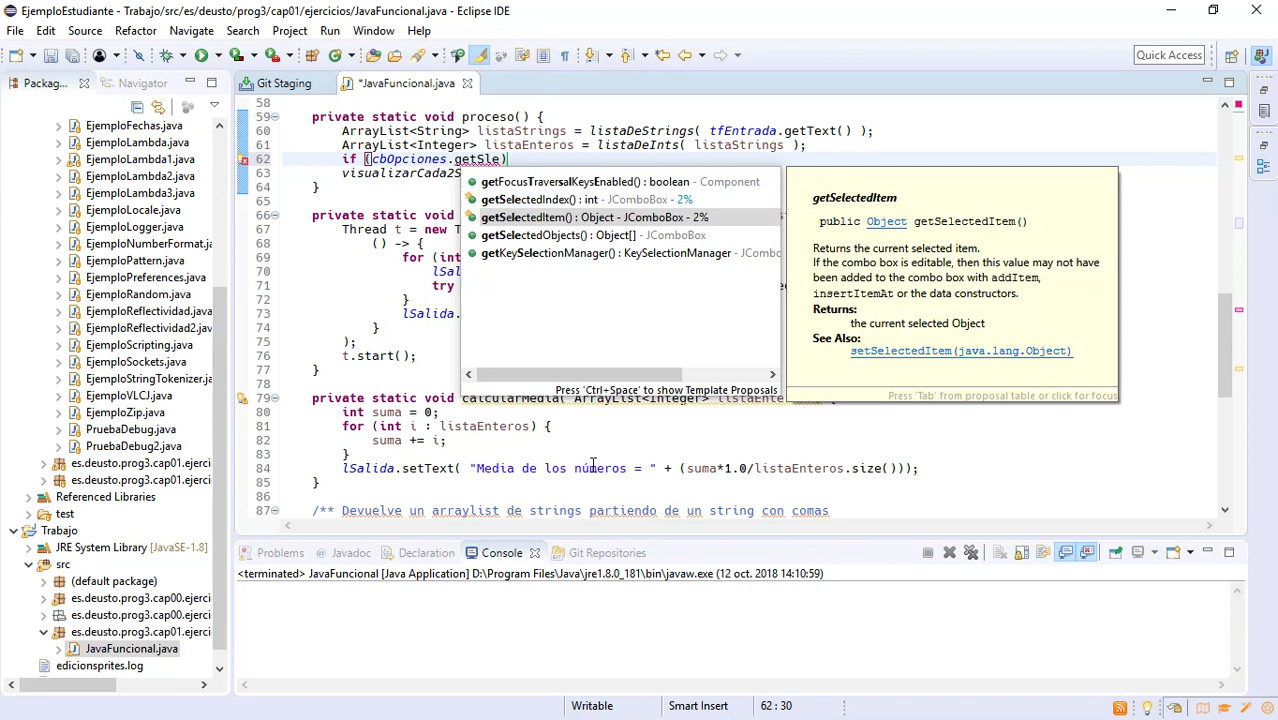 EjemploEstudiante - Trabajo/src/es/deusto/prog3/cap01/ejercicios/JavaFuncional.java - Eclipse IDE
File Edit Source Refactor Navigate Search Project Run Window Help
Quick Access
Packag... Navigator
EjemploFechas.java
EjemploLambda.java
EjemploLambda1.java
EjemploLambda2.java
EjemploLambda3.java
EjemploLocale.java
EjemploLogger.java
EjemploNumberFormat.java
EjemploPattern.java
EjemploPreferences.java
EjemploRandom.java
EjemploReflectividad.java
EjemploReflectividad2.java
EjemploScripting.java
EjemploSockets.java
EjemploStringTokenizer.java
EjemploVLCJ.java
EjemploZip.java
PruebaDebug.java
PruebaDebug2.java
es.deusto.prog3.cap01.ejerci
es.deusto.prog3.cap01.ejerci
Referenced Libraries
test
Trabajo
JRE System Library [JavaSE-1.8]
src
(default package)
es.deusto.prog3.cap00.ejerci
es.deusto.prog3.cap00.ejerci
es.deusto.prog3.cap01.ejerci
JavaFuncional.java
edicionsprites.log
Git Staging *JavaFuncional.java
58
59 private static void proceso() {
60 ArrayList<String> listaStrings = listaDeStrings( tfEntrada.getText() );
61 ArrayList<Integer> listaEnteros = listaDeInts( listaStrings );
62 if (cbOpciones.getSle)
63 visualizarCada2S
64 }
65
66 private static void
67 Thread t = new T
68 () -> {
69 for (int
70 lSal
71 try
72 }
73 lSalida.
74 }
75 );
76 t.start();
77 }
78
79 private static void calcularMedia( ArrayList<Integer> listaEnteros ) {
80 int suma = 0;
81 for (int i : listaEnteros) {
82 suma += i;
83 }
84 lSalida.setText( "Media de los números = " + (suma*1.0/listaEnteros.size()));
85 }
86
87 /** Devuelve un arraylist de strings partiendo de un string con comas
getFocusTraversalKeysEnabled() : boolean - Component
getSelectedIndex() : int - JComboBox - 2%
getSelectedItem() : Object - JComboBox - 2%
getSelectedObjects() : Object[] - JComboBox
getKeySelectionManager() : KeySelectionManager - JCombo
Press 'Ctrl+Space' to show Template Proposals
getSelectedItem
public Object getSelectedItem()
Returns the current selected item.
If the combo box is editable, then this value may not have
been added to the combo box with addItem,
insertItemAt or the data constructors.
Returns:
the current selected Object
See Also:
setSelectedItem(java.lang.Object)
Press 'Tab' from proposal table or click for focus
Problems Javadoc Declaration Console Git Repositories
<terminated> JavaFuncional [Java Application] D:\Program Files\Java\jre1.8.0_181\bin\javaw.exe (12 oct. 2018 14:10:59)
Writable Smart Insert 62 : 30